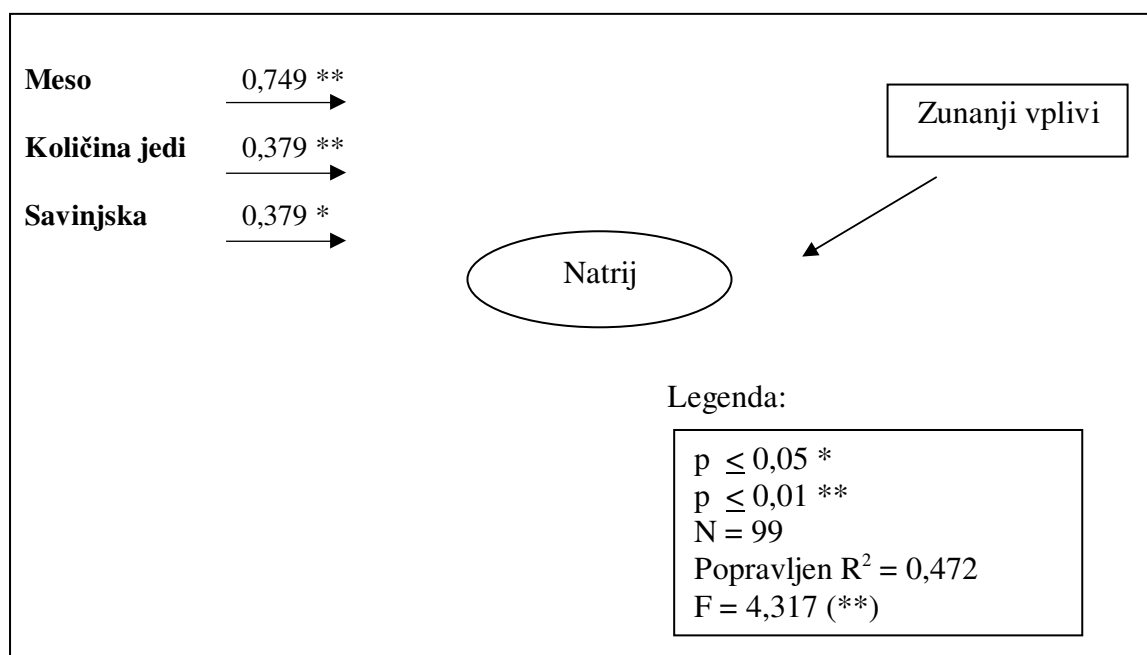 Meso 0,749 **
Količina jedi 0,379 **
Savinjska 0,379 *
Zunanji vplivi
Natrij
Legenda:
p ≤ 0,05 *
p ≤ 0,01 **
N = 99
Popravljen R² = 0,472
F = 4,317 (**)